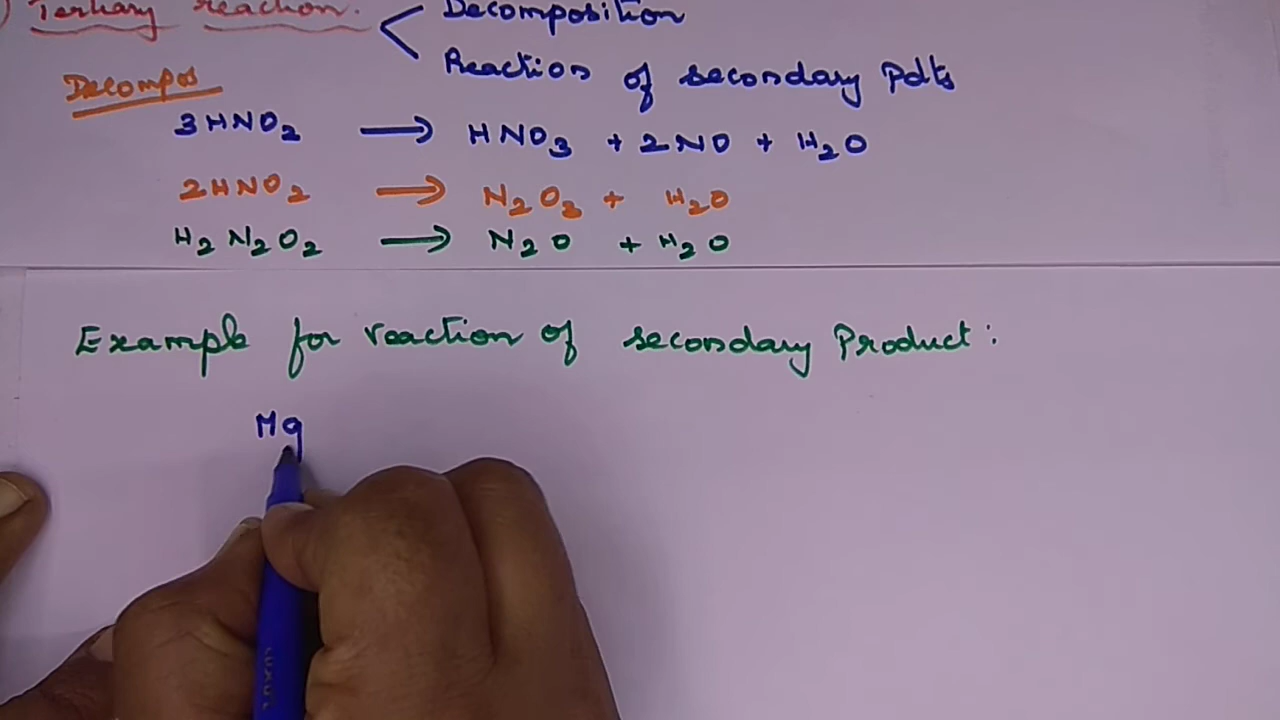 ) Tertiary reaction.
Decomposition
Reaction of secondary Pdts
Decompos
3HNO₂ → HNO₃ + 2NO + H₂O
2HNO₂ → N₂O₃ + H₂O
H₂N₂O₂ → N₂O + H₂O
Example for reaction of secondary Product:
Mg